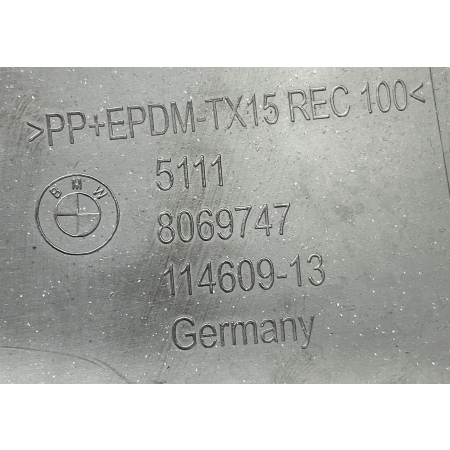 >PP+EPDM-TX15 REC 100<
BMW
5111
8069747
114609-13
Germany